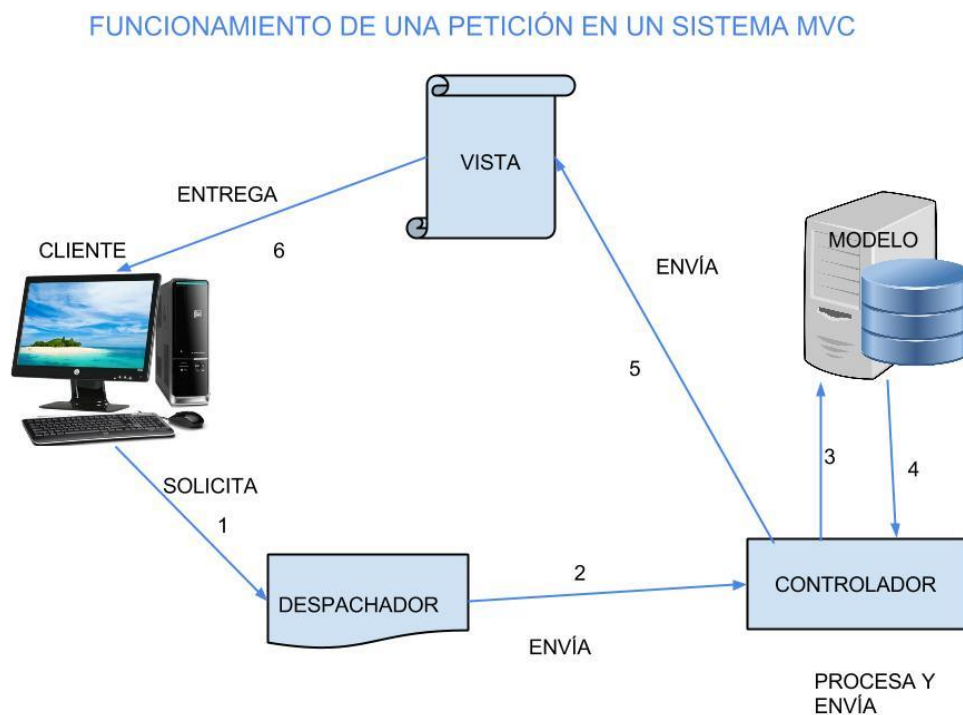 FUNCIONAMIENTO DE UNA PETICIÓN EN UN SISTEMA MVC
VISTA
ENTREGA
6
CLIENTE
ENVÍA
MODELO
5
3
4
SOLICITA
1
2
DESPACHADOR
CONTROLADOR
ENVÍA
PROCESA Y
ENVÍA